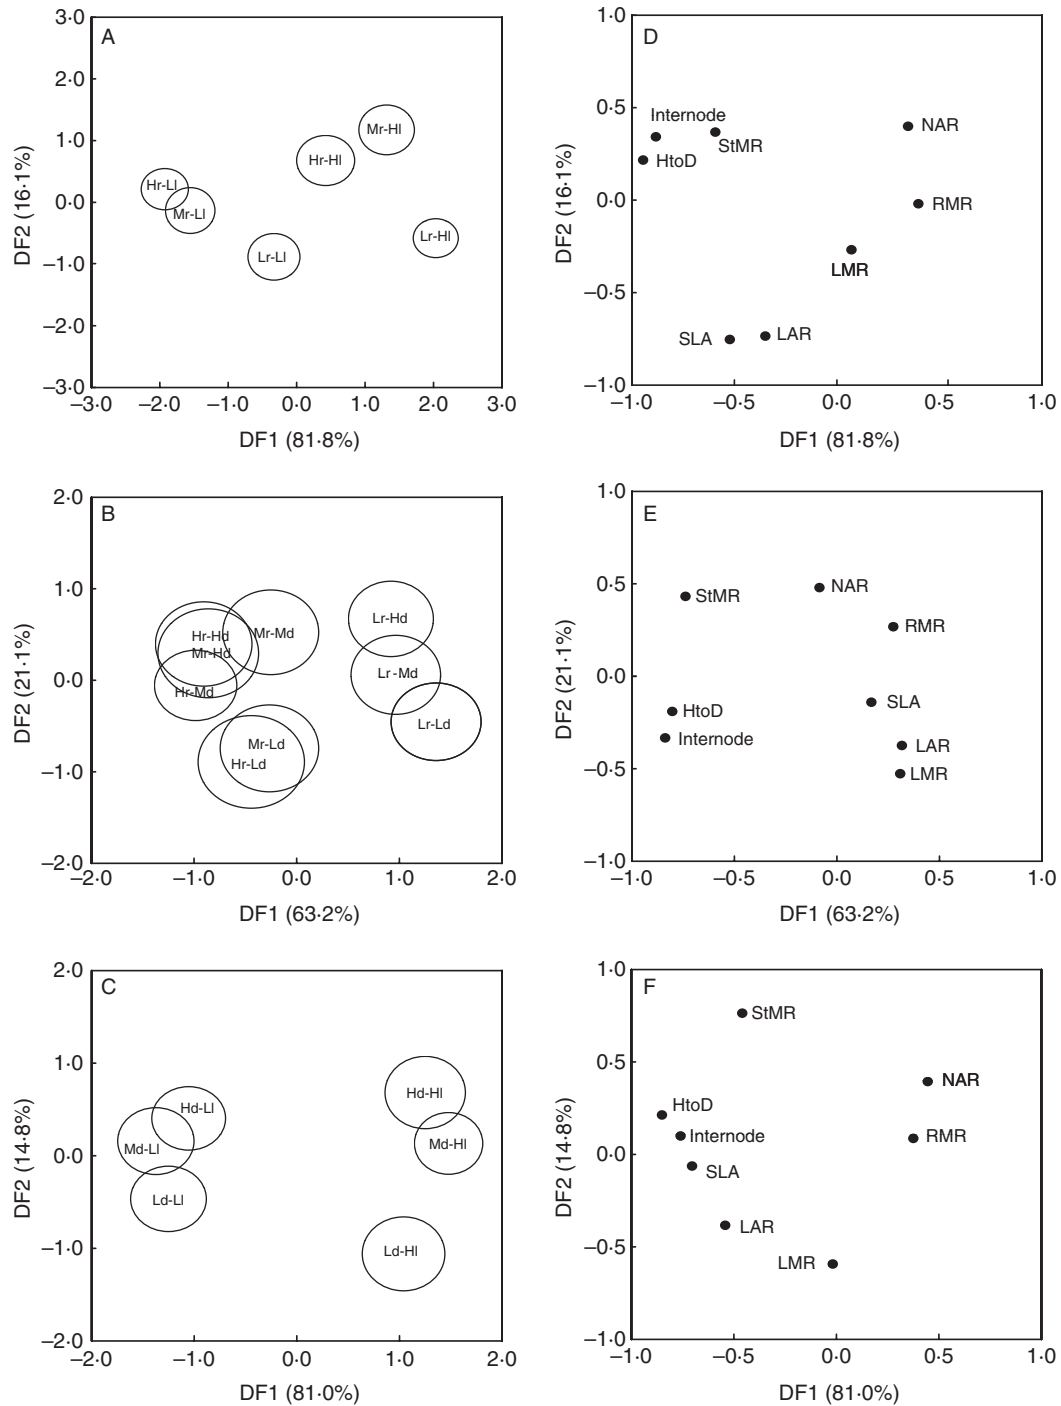 A
3·0
2·0
1·0
0·0
–1·0
–2·0
–3·0
DF2 (16·1%)
Mr-Hl
Hr-Hl
Hr-Ll
Mr-Ll
Lr-Hl
Lr-Ll
–3·0 –2·0 –1·0 0·0 1·0 2·0 3·0
DF1 (81·8%)
D
1·0
0·5
0·0
–0·5
–1·0
DF2 (16·1%)
Internode
StMR
HtoD
NAR
RMR
LMR
SLA
LAR
–1·0 –0·5 0·0 0·5 1·0
DF1 (81·8%)
B
2·0
1·0
0·0
–1·0
–2·0
DF2 (21·1%)
Lr-Hd
Hr-Hd
Mr-Md
Mr-Hd
Lr-Md
Hr-Md
Lr-Ld
Mr-Ld
Hr-Ld
–2·0 –1·0 0·0 1·0 2·0
DF1 (63·2%)
E
1·0
0·5
0·0
–0·5
–1·0
DF2 (21·1%)
StMR
NAR
RMR
HtoD
SLA
Internode
LAR
LMR
–1·0 –0·5 0·0 0·5 1·0
DF1 (63·2%)
C
2·0
1·0
0·0
–1·0
–2·0
DF2 (14·8%)
Hd-Hl
Hd-Ll
Md-Ll
Md-Hl
Ld-Ll
Ld-Hl
–2·0 –1·0 0·0 1·0 2·0
DF1 (81·0%)
F
1·0
0·5
0·0
–0·5
–1·0
DF2 (14·8%)
StMR
NAR
HtoD
Internode
RMR
SLA
LAR
LMR
–1·0 –0·5 0·0 0·5 1·0
DF1 (81·0%)